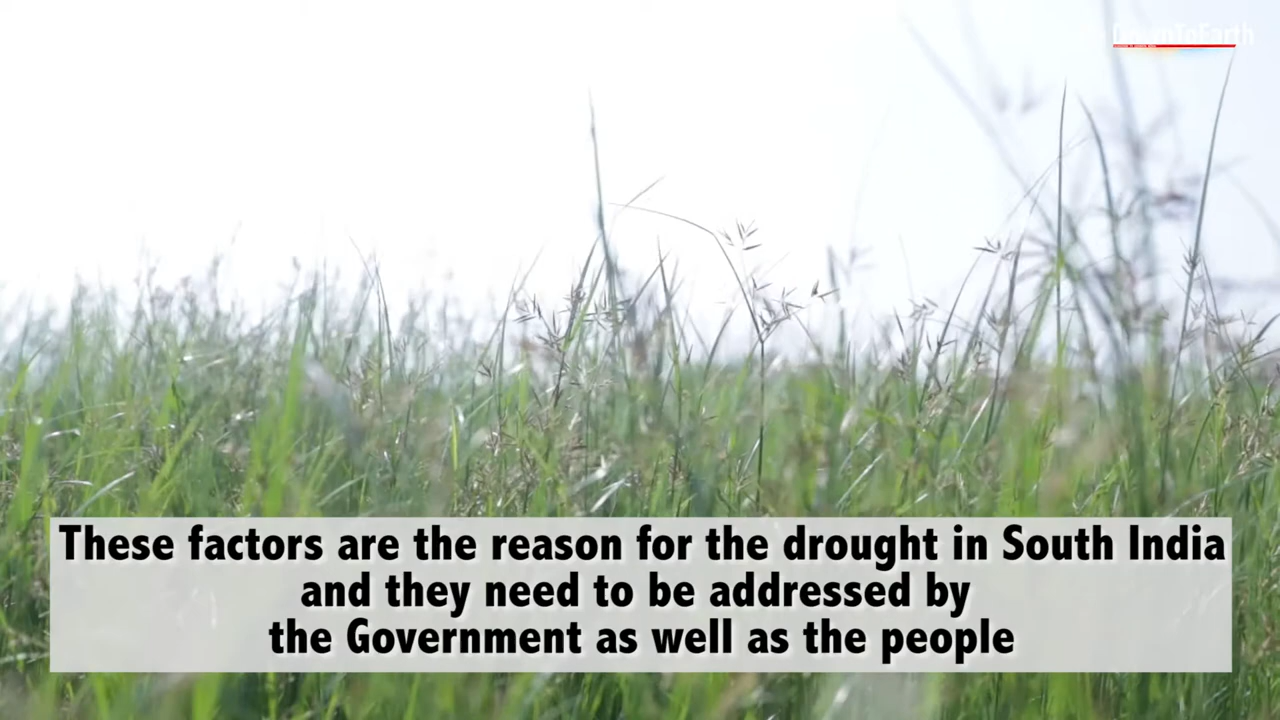 These factors are the reason for the drought in South India
and they need to be addressed by
the Government as well as the people